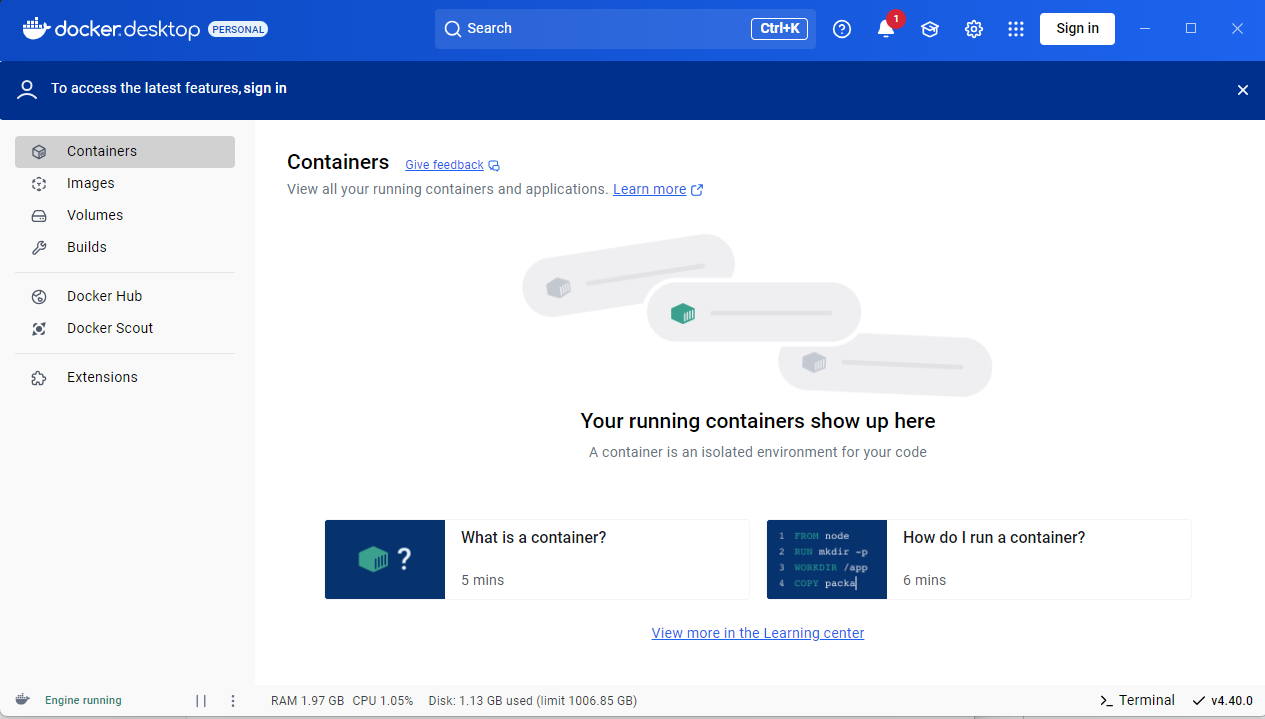 docker.desktop PERSONAL
Search Ctrl+K
1
Sign in
To access the latest features, sign in
Containers
Images
Volumes
Builds
Docker Hub
Docker Scout
Extensions
Containers Give feedback
View all your running containers and applications. Learn more
Your running containers show up here
A container is an isolated environment for your code
?
What is a container?
5 mins
1 FROM node
2 RUN mkdir -p
3 WORKDIR /app
4 COPY packa
How do I run a container?
6 mins
View more in the Learning center
Engine running
RAM 1.97 GB CPU 1.05% Disk: 1.13 GB used (limit 1006.85 GB)
>_ Terminal
v4.40.0